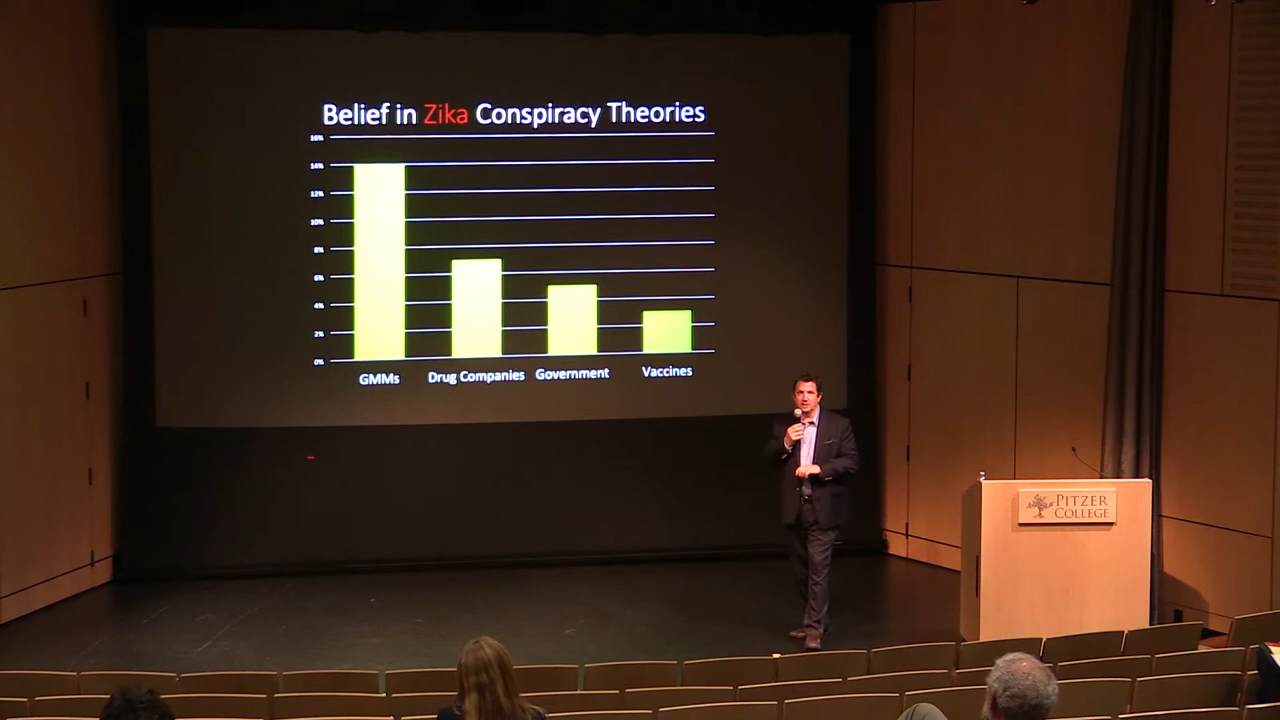 Belief in Zika Conspiracy Theories
16%
14%
12%
10%
8%
6%
4%
2%
0%
GMMs
Drug Companies
Government
Vaccines
PITZER
COLLEGE